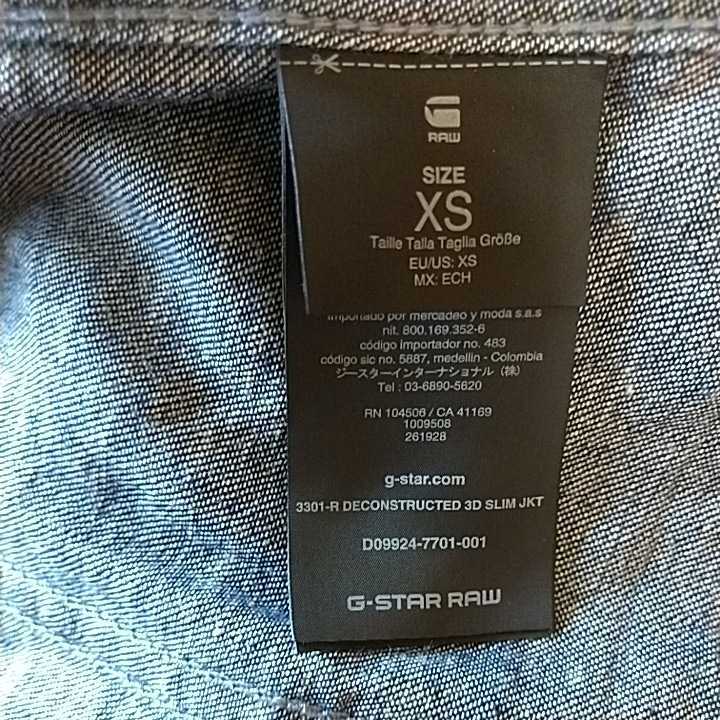 G
RAW
SIZE
XS
Taille Talla Taglia Größe
EU/US: XS
MX: ECH
importado por mercadeo y moda s.a.s
nit. 800.169.352-6
código importador no. 483
código sic no. 5887, medellin - Colombia
ジースターインターナショナル（株）
Tel : 03-6890-5620
RN 104506 / CA 41169
1009508
261928
g-star.com
3301-R DECONSTRUCTED 3D SLIM JKT
D09924-7701-001
G-STAR RAW